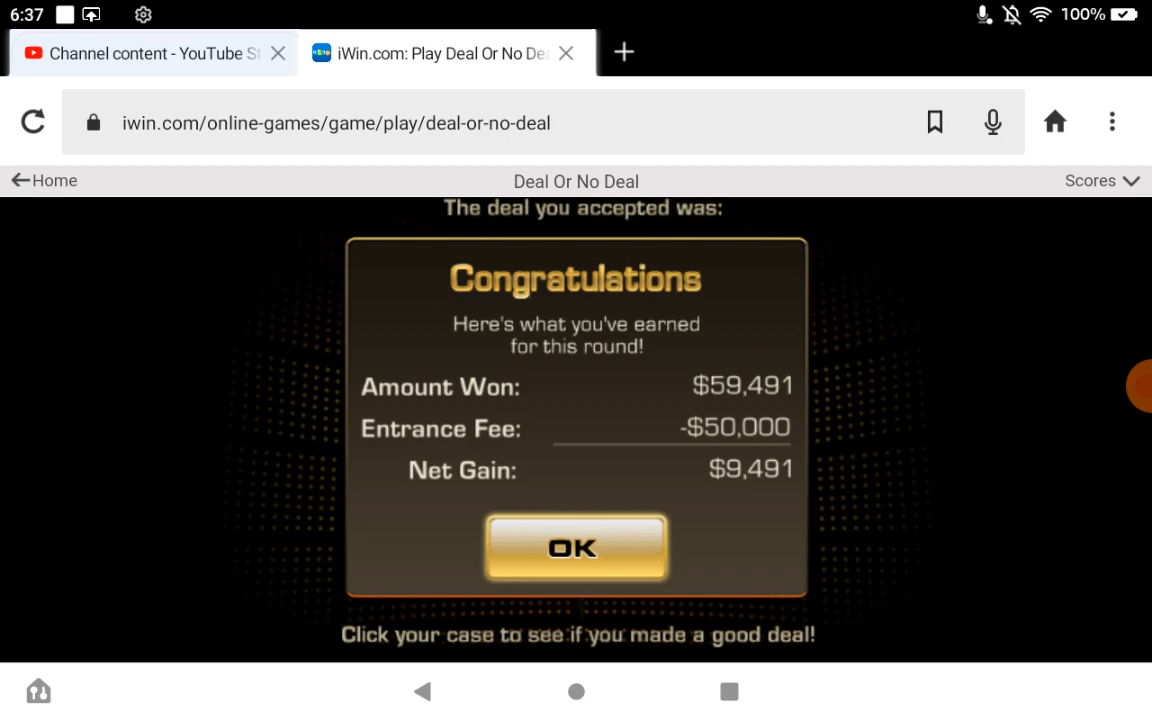 6:37
100%
Channel content - YouTube St
iWin.com: Play Deal Or No Dea
iwin.com/online-games/game/play/deal-or-no-deal
Home
Deal Or No Deal
Scores
The deal you accepted was:
Congratulations
Here's what you've earned
for this round!
Amount Won: $59,491
Entrance Fee: -$50,000
Net Gain: $9,491
OK
Click your case to see if you made a good deal!